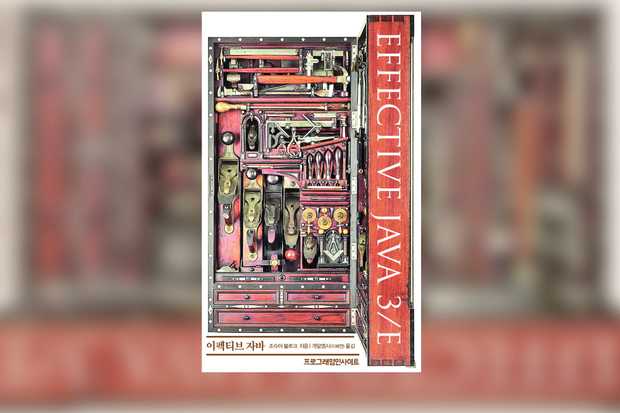 EFFECTIVE JAVA 3/E
이펙티브 자바
조슈아 블로크 지음 | 개앞맵시(이복연) 옮김
프로그래밍인사이트